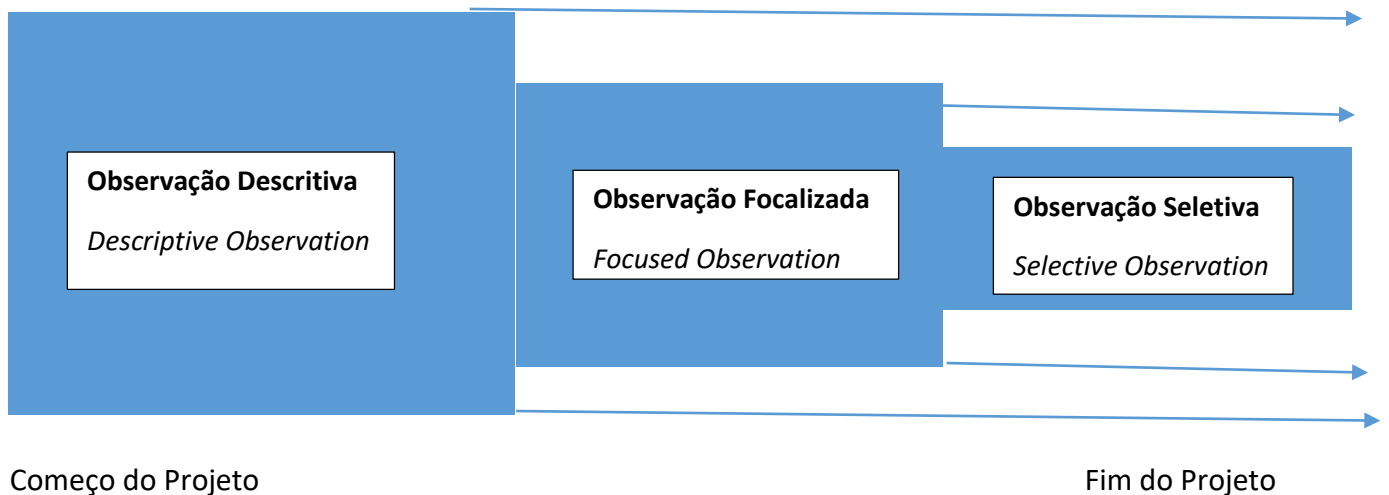 Observação Descritiva
Descriptive Observation
Observação Focalizada
Focused Observation
Observação Seletiva
Selective Observation
Começo do Projeto
Fim do Projeto